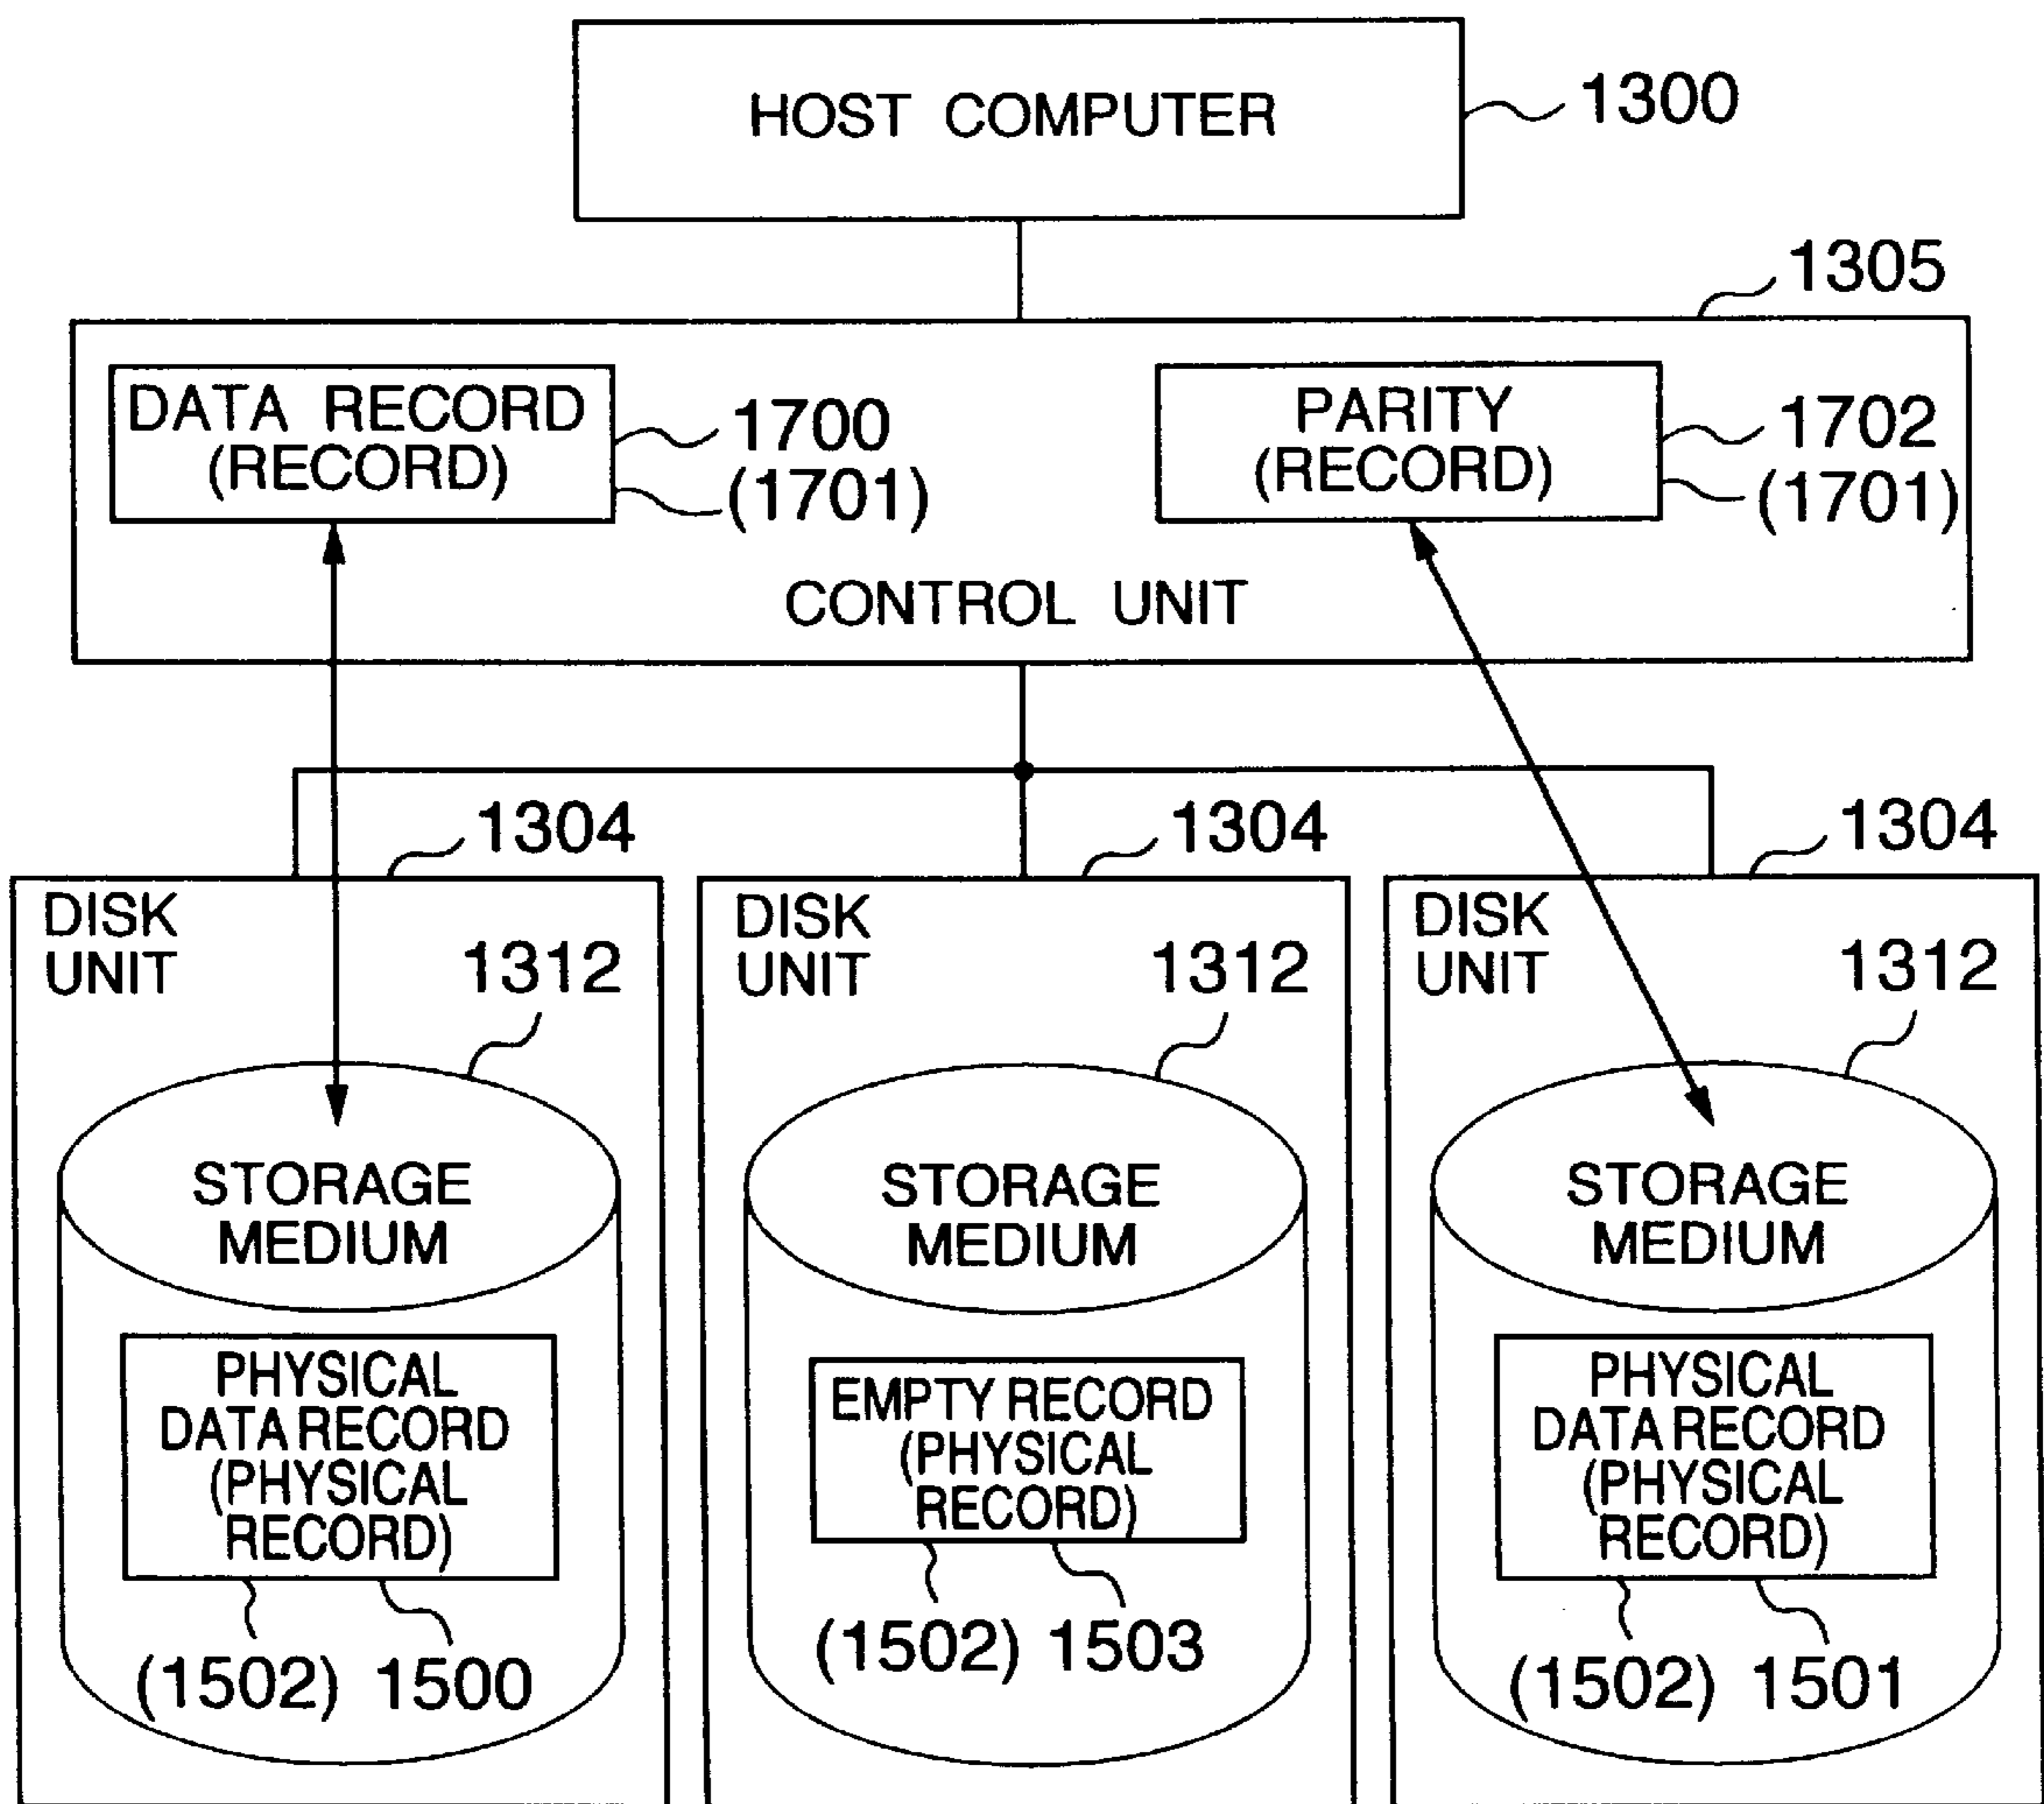 HOST COMPUTER
1300
1305
DATA RECORD
(RECORD)
1700
(1701)
PARITY
(RECORD)
1702
(1701)
CONTROL UNIT
1304
1304
1304
DISK
UNIT
1312
STORAGE
MEDIUM
PHYSICAL
DATA RECORD
(PHYSICAL
RECORD)
(1502) 1500
DISK
UNIT
1312
STORAGE
MEDIUM
EMPTY RECORD
(PHYSICAL
RECORD)
(1502) 1503
DISK
UNIT
1312
STORAGE
MEDIUM
PHYSICAL
DATA RECORD
(PHYSICAL
RECORD)
(1502) 1501